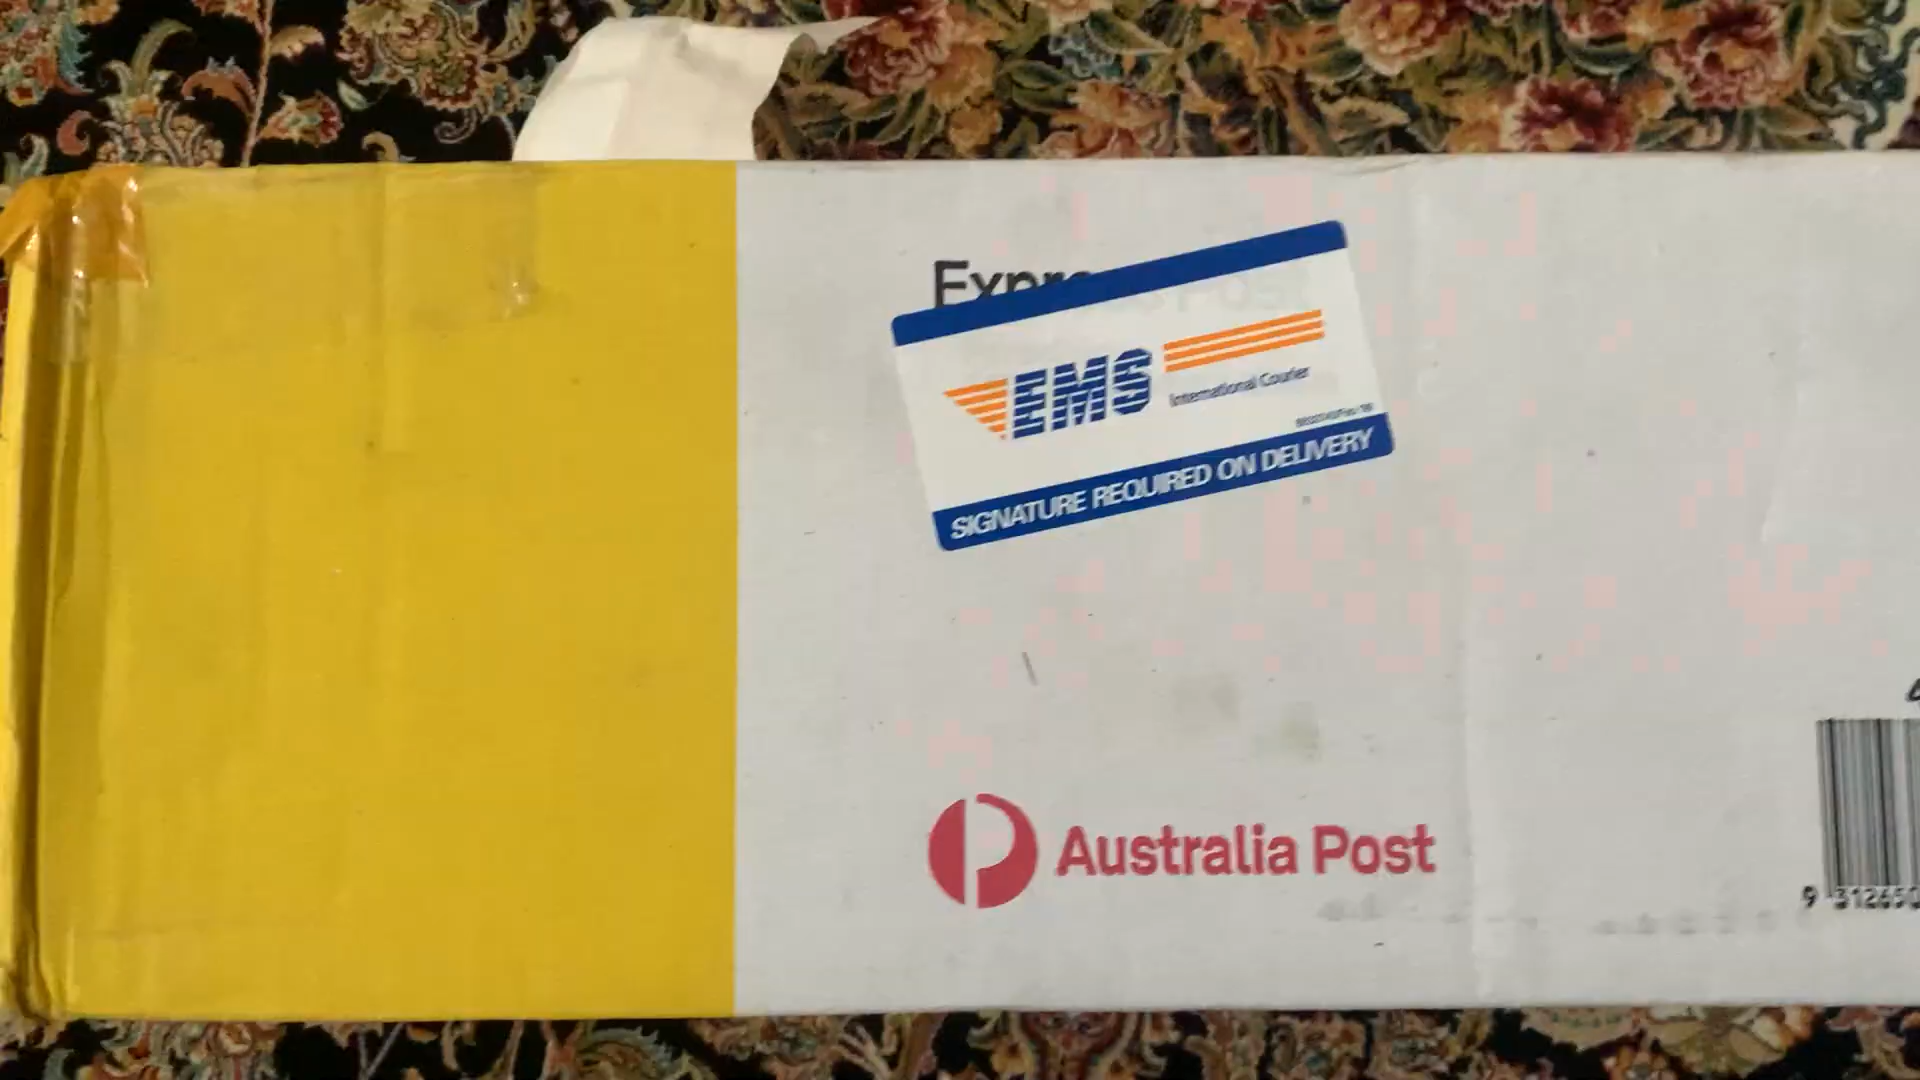 EMS
International Courier
SIGNATURE REQUIRED ON DELIVERY
Australia Post